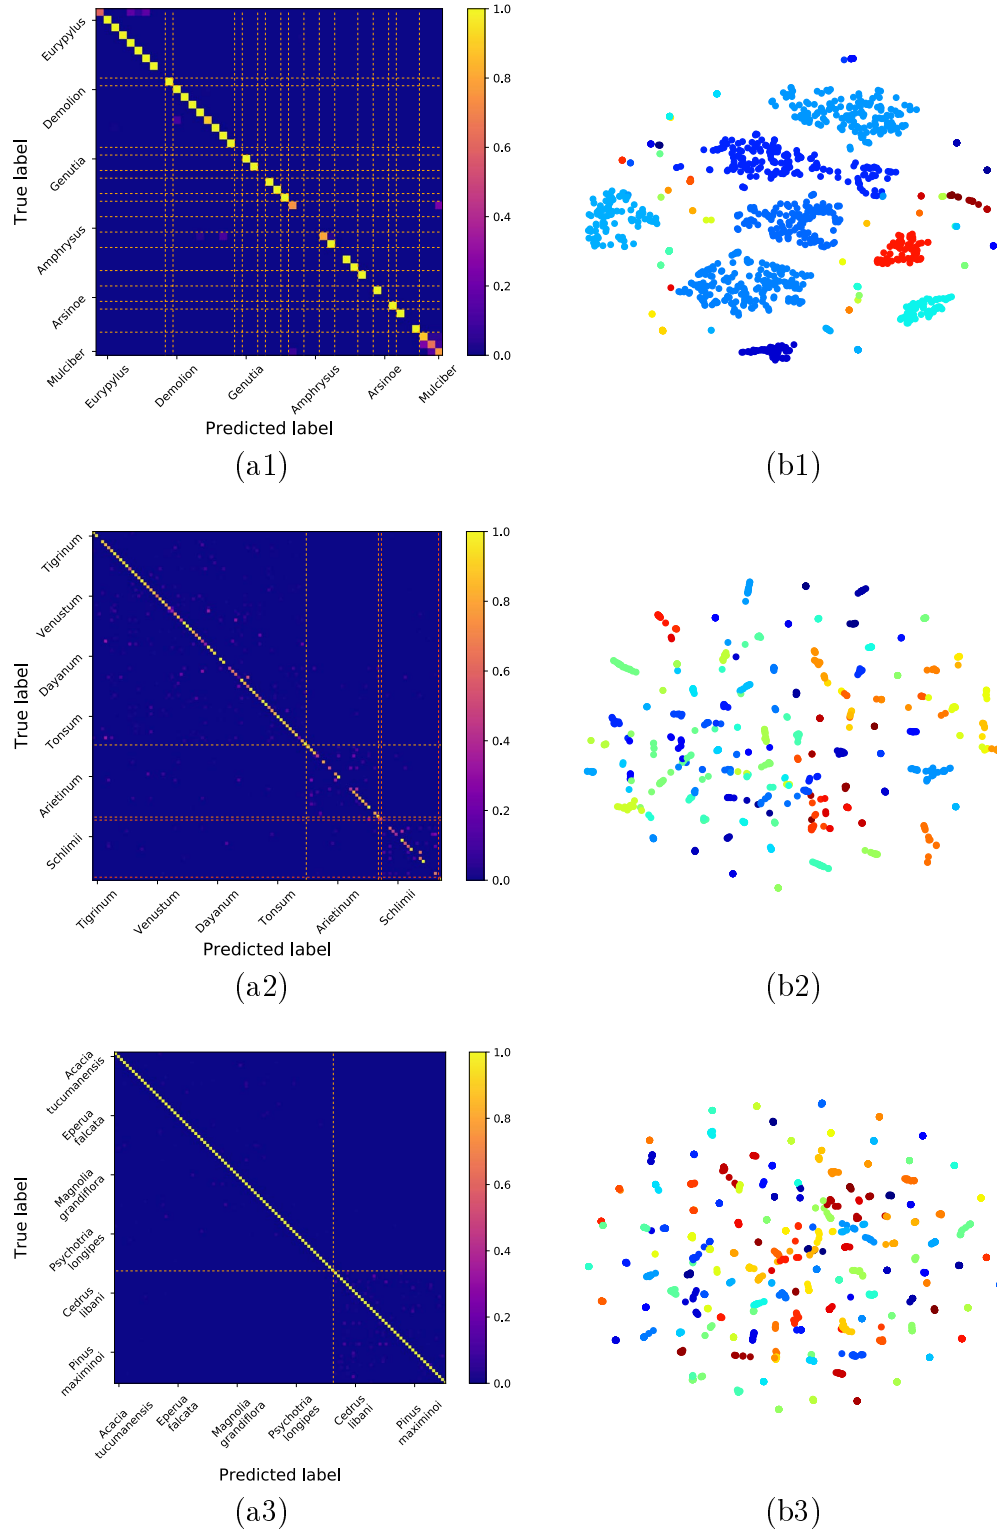 1.0
0.8
0.6
0.4
0.2
0.0
True label
Eurypylus
Demolion
Genutia
Amphrysus
Arsinoe
Mulciber
Eurypylus
Demolion
Genutia
Amphrysus
Arsinoe
Mulciber
Predicted label
(a1)
(b1)
1.0
0.8
0.6
0.4
0.2
0.0
True label
Tigrinum
Venustum
Dayanum
Tonsum
Arietinum
Schlimii
Tigrinum
Venustum
Dayanum
Tonsum
Arietinum
Schlimii
Predicted label
(a2)
(b2)
1.0
0.8
0.6
0.4
0.2
0.0
True label
Acacia
tucumanensis
Eperua
falcata
Magnolia
grandiflora
Psychotria
longipes
Cedrus
libani
Pinus
maximinoi
Acacia
tucumanensis
Eperua
falcata
Magnolia
grandiflora
Psychotria
longipes
Cedrus
libani
Pinus
maximinoi
Predicted label
(a3)
(b3)